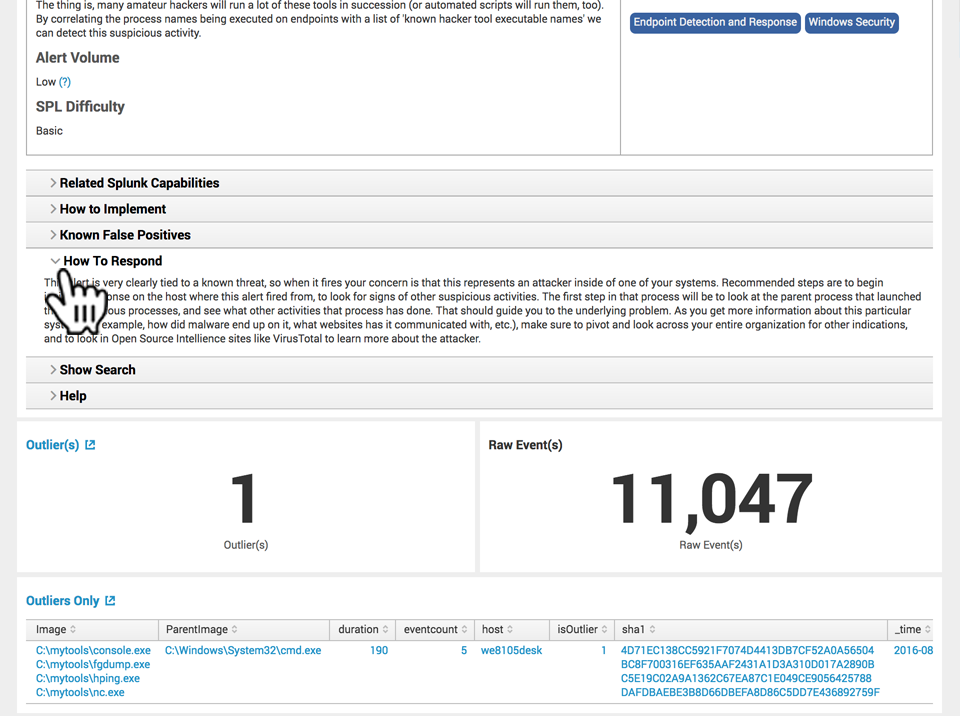 The thing is, many amateur hackers will run a lot of these tools in succession (or automated scripts will run them, too).
By correlating the process names being executed on endpoints with a list of 'known hacker tool executable names' we
can detect this suspicious activity.
Endpoint Detection and Response Windows Security
Alert Volume
Low (?)
SPL Difficulty
Basic
Related Splunk Capabilities
How to Implement
Known False Positives
How To Respond
alert is very clearly tied to a known threat, so when it fires your concern is that this represents an attacker inside of one of your systems. Recommended steps are to begin
on the host where this alert fired from, to look for signs of other suspicious activities. The first step in that process will be to look at the parent process that launched
processes, and see what other activities that process has done. That should guide you to the underlying problem. As you get more information about this particular
example, how did malware end up on it, what websites has it communicated with, etc.), make sure to pivot and look across your entire organization for other indications,
and to look in Open Source Intellience sites like VirusTotal to learn more about the attacker.
Show Search
Help
Outlier(s)
1
Outlier(s)
Raw Event(s)
11,047
Raw Event(s)
Outliers Only
Image ParentImage duration eventcount host isOutlier sha1 _time
C:\mytools\console.exe C:\Windows\System32\cmd.exe 190 5 we8105desk 1 4D71EC138CC5921F7074D4413DB7CF52A0A56504 2016-08
C:\mytools\fgdump.exe BC8F700316EF635AAF2431A1D3A310D017A2890B
C:\mytools\hping.exe C5E19C02A9A1362C67EA87C1E049CE9056425788
C:\mytools\nc.exe DAFDBAEBE3B8D66DBEFA8D86C5DD7E436892759F